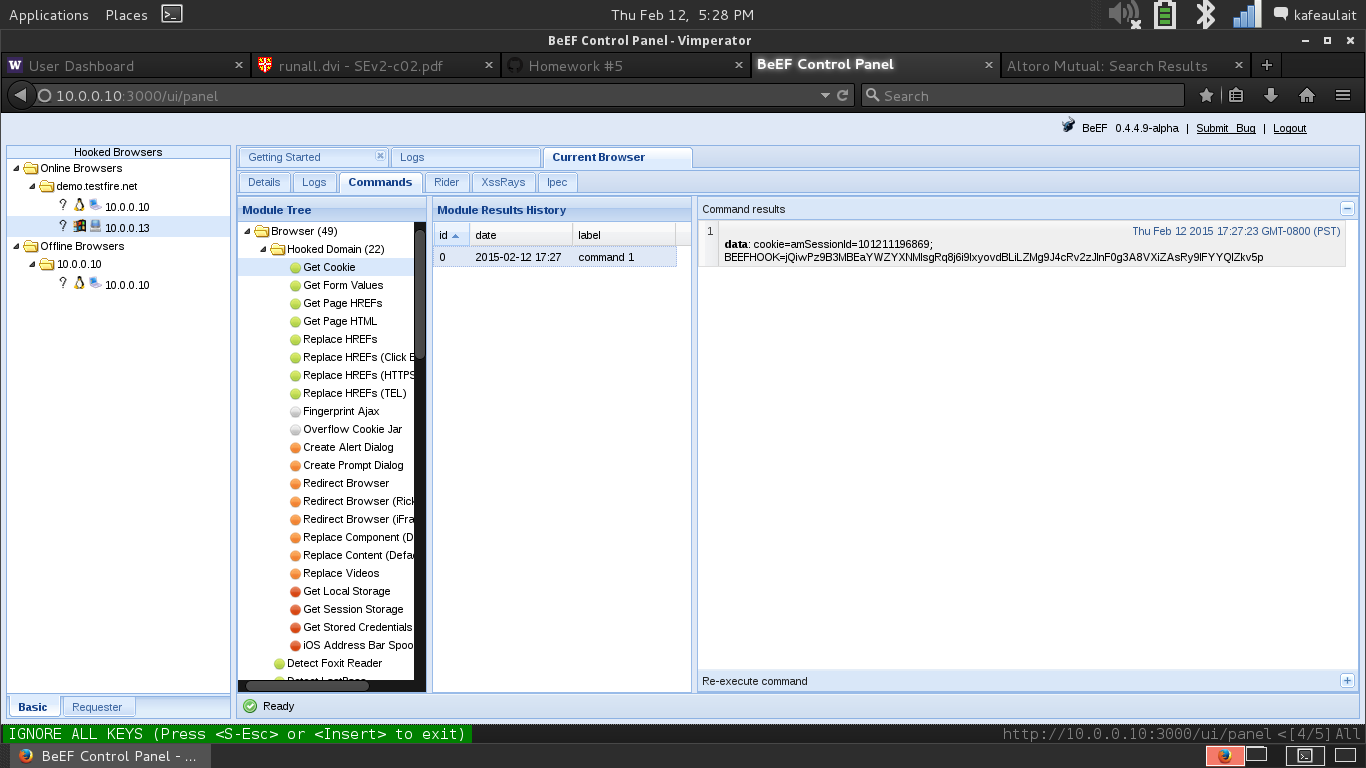 Applications Places Thu Feb 12, 5:28 PM kafeaulait
BeEF Control Panel - Vimperator
User Dashboard × runall.dvi - SEv2-c02.pdf × Homework #5 × BeEF Control Panel × Altoro Mutual: Search Results × +
10.0.0.10:3000/ui/panel Search
BeEF 0.4.4.9-alpha | Submit Bug | Logout
Hooked Browsers
Online Browsers
demo.testfire.net
? 10.0.0.10
? 10.0.0.13
Offline Browsers
10.0.0.10
? 10.0.0.10
Basic Requester
Getting Started Logs Current Browser
Details Logs Commands Rider XssRays Ipec
Module Tree
Browser (49)
Hooked Domain (22)
Get Cookie
Get Form Values
Get Page HREFs
Get Page HTML
Replace HREFs
Replace HREFs (Click E
Replace HREFs (HTTPS
Replace HREFs (TEL)
Fingerprint Ajax
Overflow Cookie Jar
Create Alert Dialog
Create Prompt Dialog
Redirect Browser
Redirect Browser (Rick
Redirect Browser (iFra
Replace Component (D
Replace Content (Defa
Replace Videos
Get Local Storage
Get Session Storage
Get Stored Credentials
iOS Address Bar Spoo
Detect Foxit Reader
Module Results History
id date label
0 2015-02-12 17:27 command 1
Command results
1 Thu Feb 12 2015 17:27:23 GMT-0800 (PST)
data: cookie=amSessionId=101211196869;
Re-execute command
Ready
IGNORE ALL KEYS (Press <S-Esc> or <Insert> to exit) http://10.0.0.10:3000/ui/panel <[4/5] All
BeEF Control Panel - ...